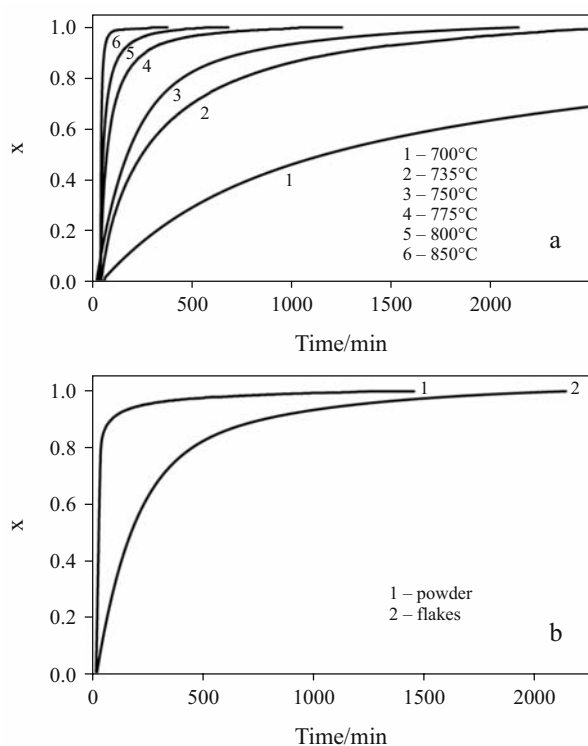 1.0
6
5
0.8
4
3
2
0.6
x
1 – 700°C
0.4
2 – 735°C
1
3 – 750°C
4 – 775°C
0.2
5 – 800°C
6 – 850°C
a
0.0
0 500 1000 1500 2000
Time/min
1.0
1 2
0.8
0.6
x
0.4
1 – powder
0.2
2 – flakes
b
0.0
0 500 1000 1500 2000
Time/min